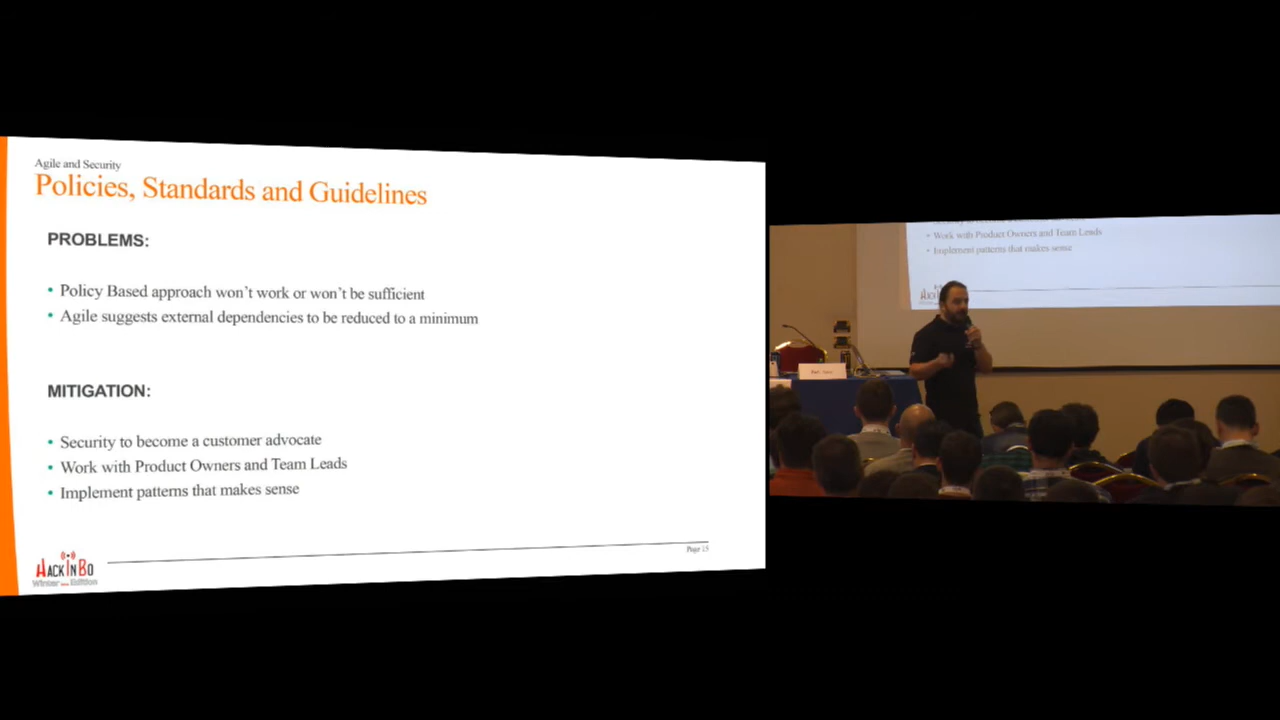 Agile and Security
Policies, Standards and Guidelines
PROBLEMS:
• Policy Based approach won't work or won't be sufficient
• Agile suggests external dependencies to be reduced to a minimum
MITIGATION:
• Security to become a customer advocate
• Work with Product Owners and Team Leads
• Implement patterns that makes sense
HACKINBO
Winter Edition
Page 15
• Work with Product Owners and Team Leads
• Implement patterns that makes sense